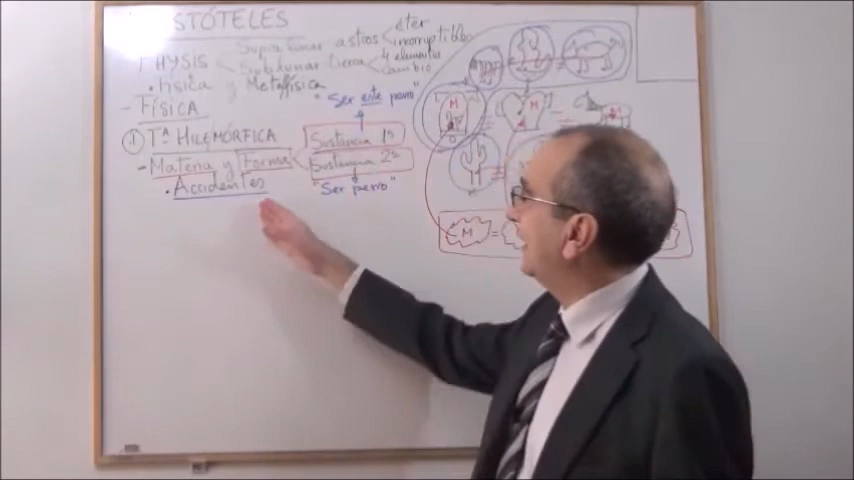 STÓTELES
PHYSIS
Supralunar astros
éter
incorruptible
Sublunar tierra
4 elementos
cambio
• Física y Metafísica
- FÍSICA
"Ser este perro"
1 Tª HILEMÓRFICA
Sustancia 1ª
- Materia y Forma
Sustancia 2ª
• Accidentes
"Ser perro"
M
M
M
M